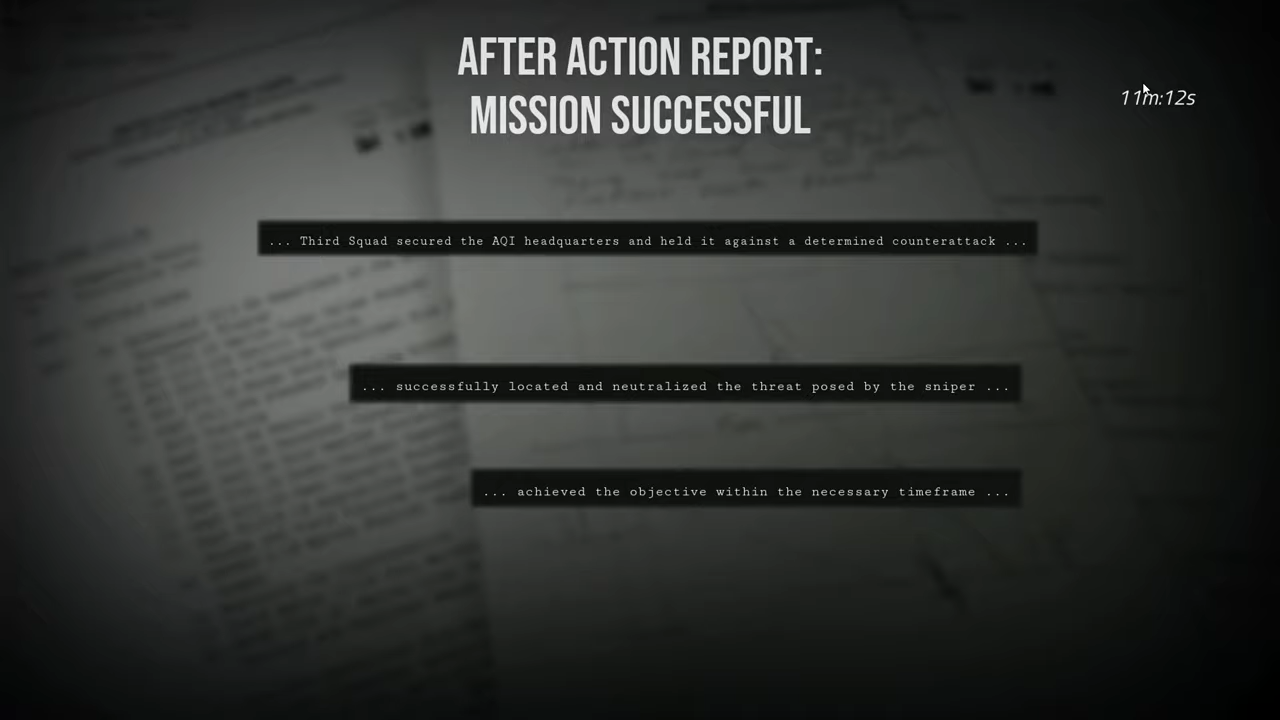 AFTER ACTION REPORT:
MISSION SUCCESSFUL
11m:12s
... Third Squad secured the AQI headquarters and held it against a determined counterattack ...
... successfully located and neutralized the threat posed by the sniper ...
... achieved the objective within the necessary timeframe ...